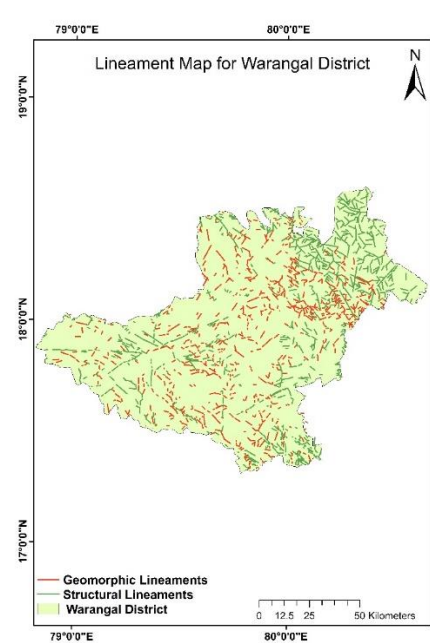 79°0'0"E 80°0'0"E
Lineament Map for Warangal District
N
19°0'0"N
18°0'0"N
17°0'0"N
Geomorphic Lineaments
Structural Lineaments
Warangal District
0 12.5 25 50 Kilometers
79°0'0"E 80°0'0"E